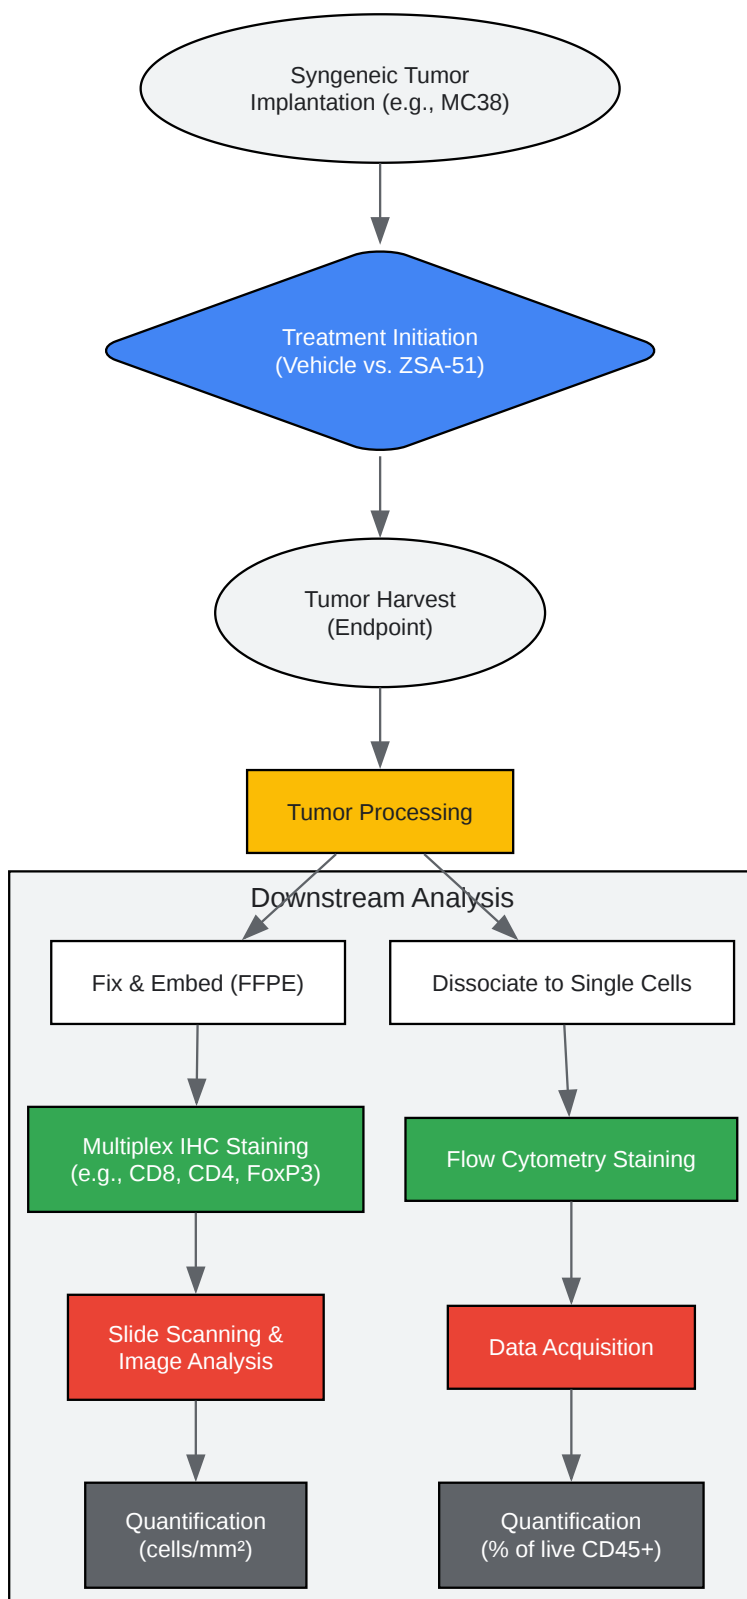 Syngeneic Tumor
Implantation (e.g., MC38)
Treatment Initiation
(Vehicle vs. ZSA-51)
Tumor Harvest
(Endpoint)
Tumor Processing
Downstream Analysis
Fix & Embed (FFPE)
Dissociate to Single Cells
Multiplex IHC Staining
(e.g., CD8, CD4, FoxP3)
Flow Cytometry Staining
Slide Scanning &
Image Analysis
Data Acquisition
Quantification
(cells/mm²)
Quantification
(% of live CD45+)